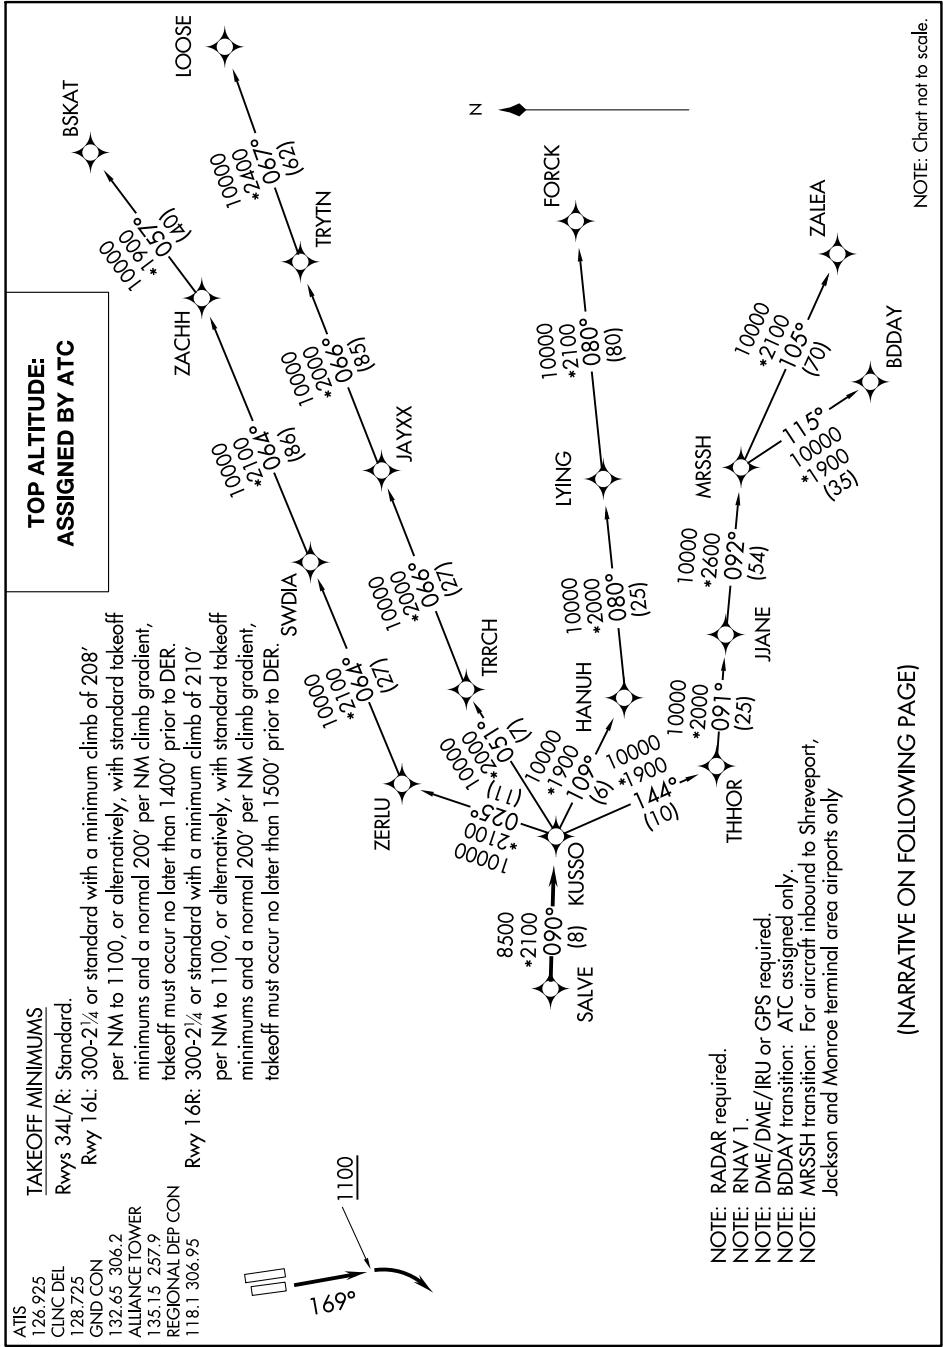 ATIS
126.925
CLNC DEL
128.725
GND CON
132.65 306.2
ALLIANCE TOWER
135.15 257.9
REGIONAL DEP CON
118.1 306.95
TAKEOFF MINIMUMS
Rwys 34L/R: Standard.
Rwy 16L: 300-2¼ or standard with a minimum climb of 208'
per NM to 1100, or alternatively, with standard takeoff
minimums and a normal 200' per NM climb gradient,
takeoff must occur no later than 1400' prior to DER.
Rwy 16R: 300-2¼ or standard with a minimum climb of 210'
per NM to 1100, or alternatively, with standard takeoff
minimums and a normal 200' per NM climb gradient,
takeoff must occur no later than 1500' prior to DER.
TOP ALTITUDE:
ASSIGNED BY ATC
BSKAT
LOOSE
10000
*1900
057°
(40)
ZACHH
10000
*2400
067°
(62)
TRYTN
10000
*2100
064°
(86)
SWDIA
10000
*2000
066°
(85)
JAYXX
10000
*2100
064°
(27)
ZERLU
10000
*2000
066°
(27)
TRRCH
10000
*2100
025°
(11)
10000
*2000
051°
(7)
N
1100
169°
8500
*2100
090°
(8)
SALVE
KUSSO
10000
*1900
109°
(6)
HANUH
10000
*2000
080°
(25)
LYING
10000
*2100
080°
(80)
FORCK
10000
*1900
144°
(10)
THHOR
10000
*2000
091°
(25)
JJANE
10000
*2600
092°
(54)
MRSSH
10000
*2100
105°
(70)
ZALEA
115°
10000
*1900
(35)
BDDAY
NOTE: RADAR required.
NOTE: RNAV 1.
NOTE: DME/DME/IRU or GPS required.
NOTE: BDDAY transition: ATC assigned only.
NOTE: MRSSH transition: For aircraft inbound to Shreveport,
Jackson and Monroe terminal area airports only
(NARRATIVE ON FOLLOWING PAGE)
NOTE: Chart not to scale.